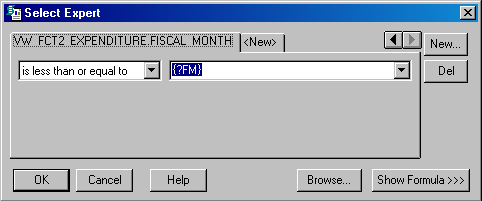 Select Expert
VW_FCT2_EXPENDITURE.FISCAL_MONTH <New>
New...
is less than or equal to {?FM}
Del
OK Cancel Help Browse... Show Formula >>>